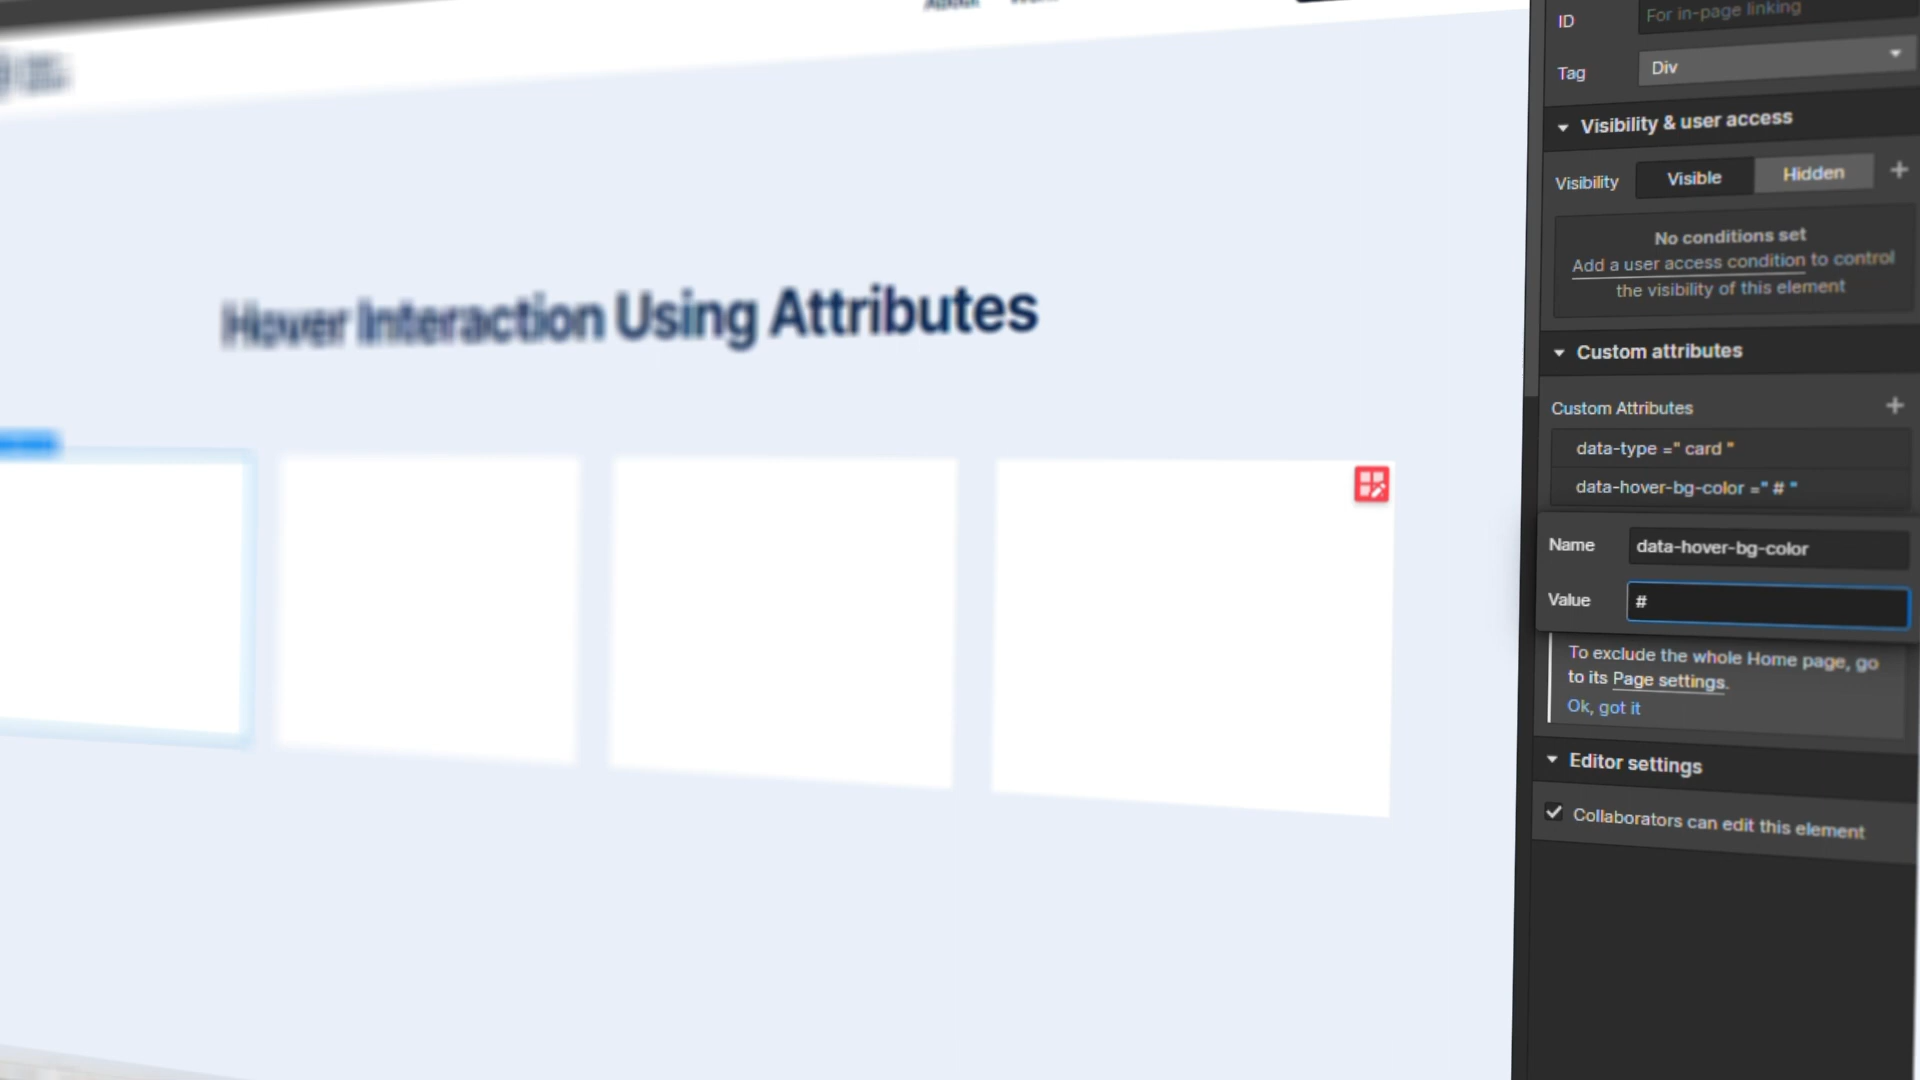 About
ID
For in-page linking
Tag
Div
Visibility & user access
Visibility
Visible
Hidden
No conditions set
Add a user access condition to control
the visibility of this element
Hover Interaction Using Attributes
Custom attributes
Custom Attributes
data-type =" card "
data-hover-bg-color =" # "
Name
data-hover-bg-color
Value
#
To exclude the whole Home page, go
to its Page settings.
Ok, got it
Editor settings
Collaborators can edit this element